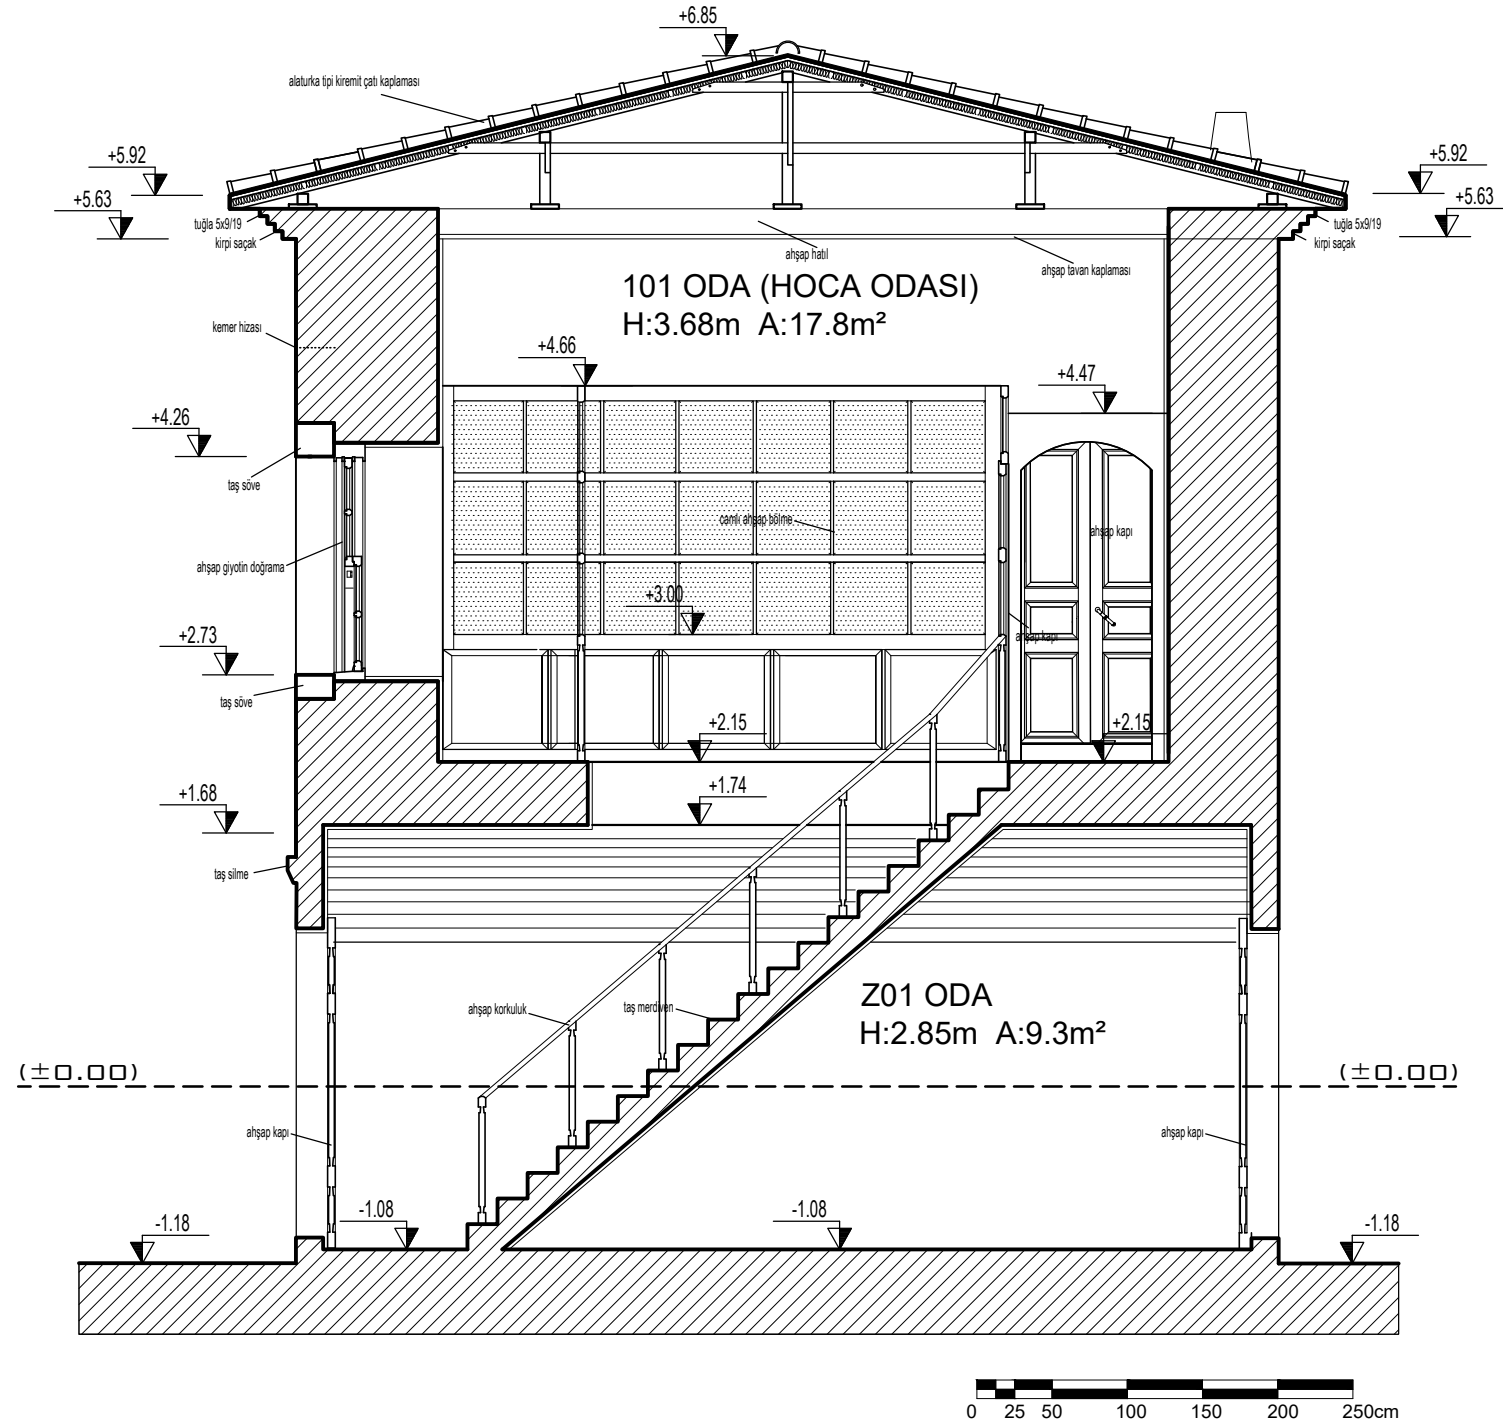 +6.85
alaturka tipi kiremit çatı kaplaması
+5.92
+5.92
+5.63
+5.63
tuğla 5x9/19
kirpi saçak
tuğla 5x9/19
kirpi saçak
ahşap hatıl
ahşap tavan kaplaması
101 ODA (HOCA ODASI)
H:3.68m A:17.8m²
kemer hizası
+4.66
+4.47
+4.26
taş söve
camlı ahşap bölme
ahşap kapı
ahşap giyotin doğrama
+3.00
+2.73
ahşap kapı
taş söve
+2.15
+2.15
+1.74
+1.68
taş silme
Z01 ODA
H:2.85m A:9.3m²
ahşap korkuluk
taş merdiven
(±0.00)
(±0.00)
ahşap kapı
ahşap kapı
-1.18
-1.08
-1.08
-1.18
0 25 50 100 150 200 250cm